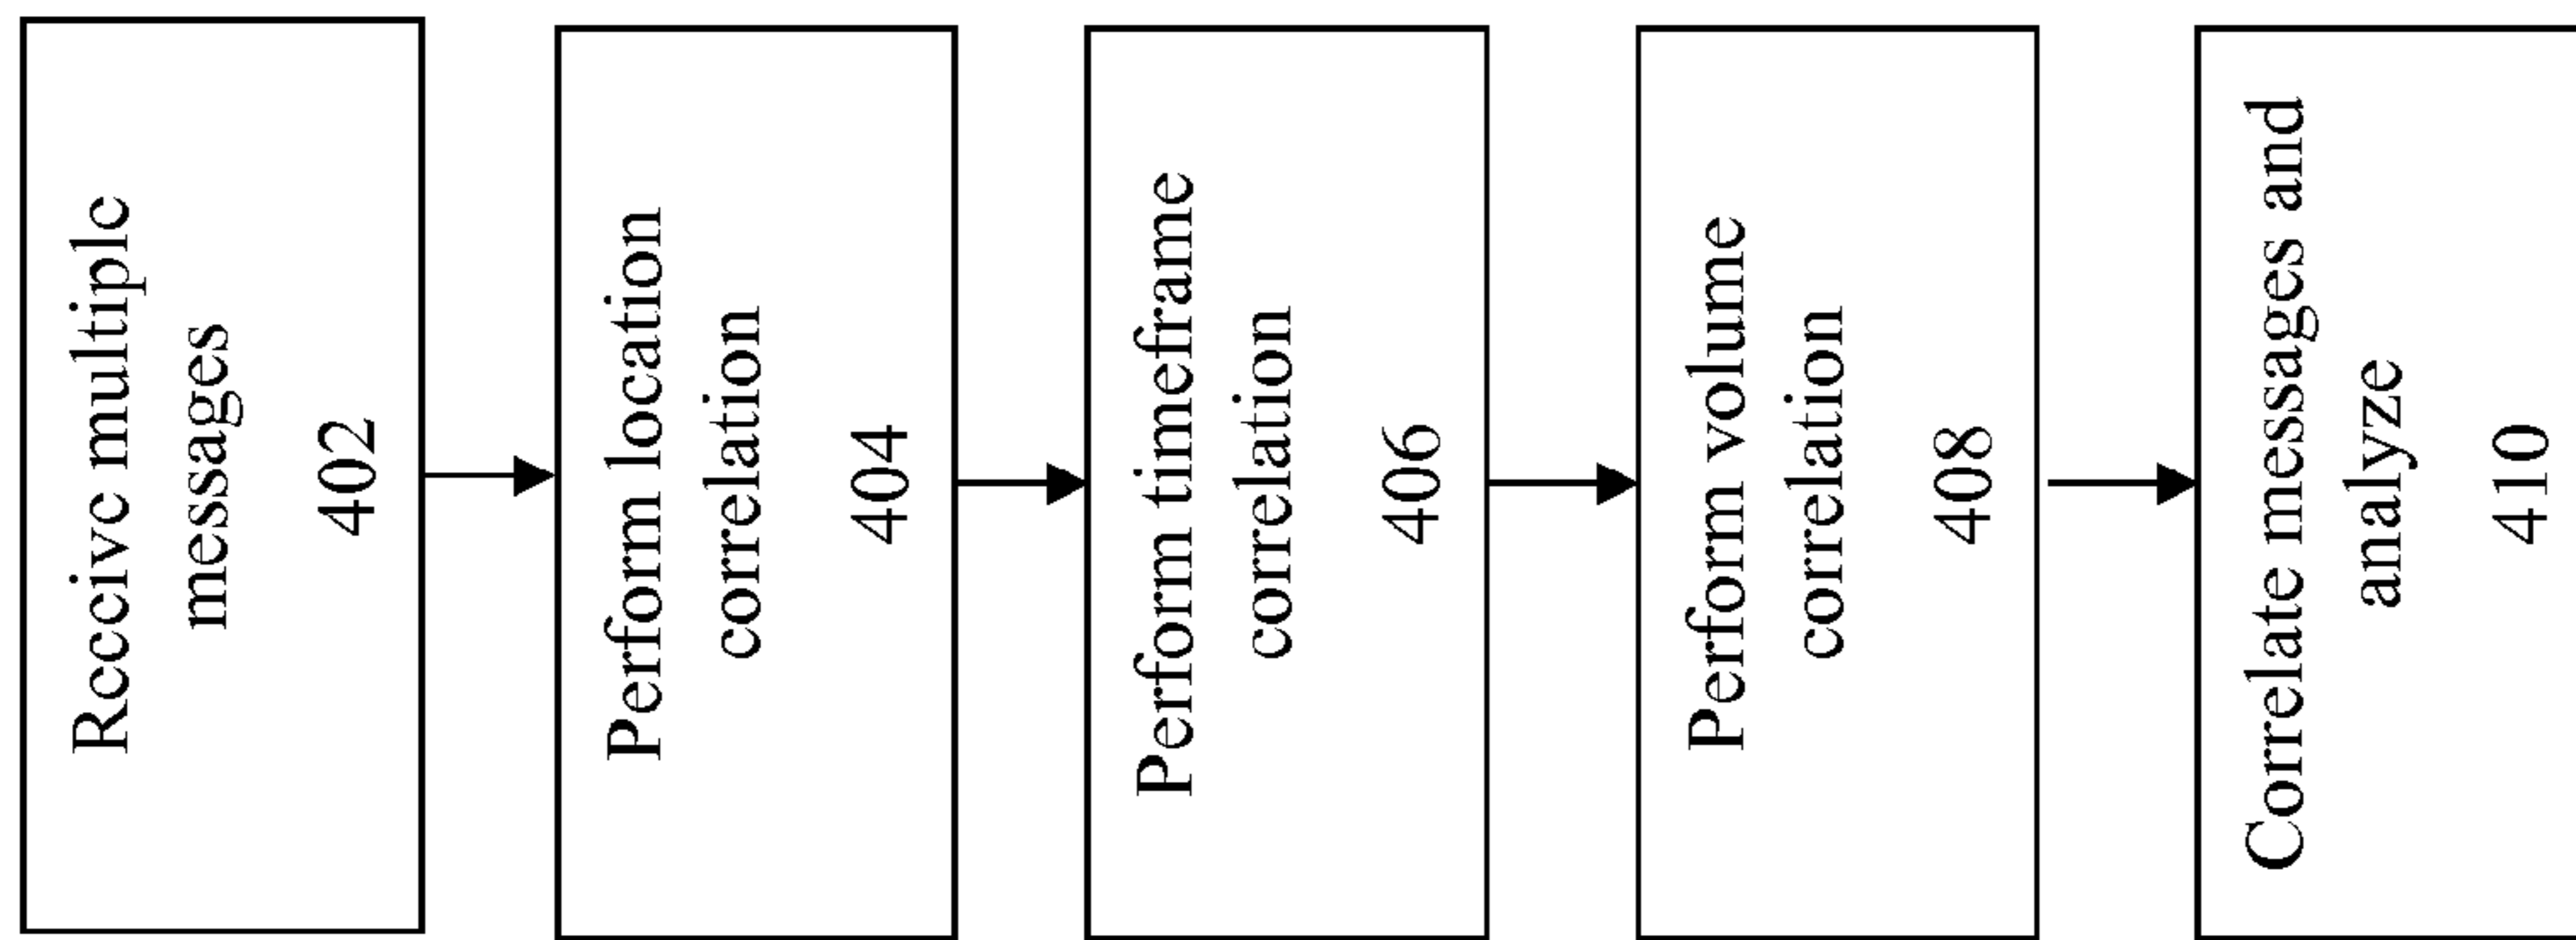 Receive multiple
messages
402
Perform location
correlation
404
Perform timeframe
correlation
406
Perform volume
correlation
408
Correlate messages and
analyze
410